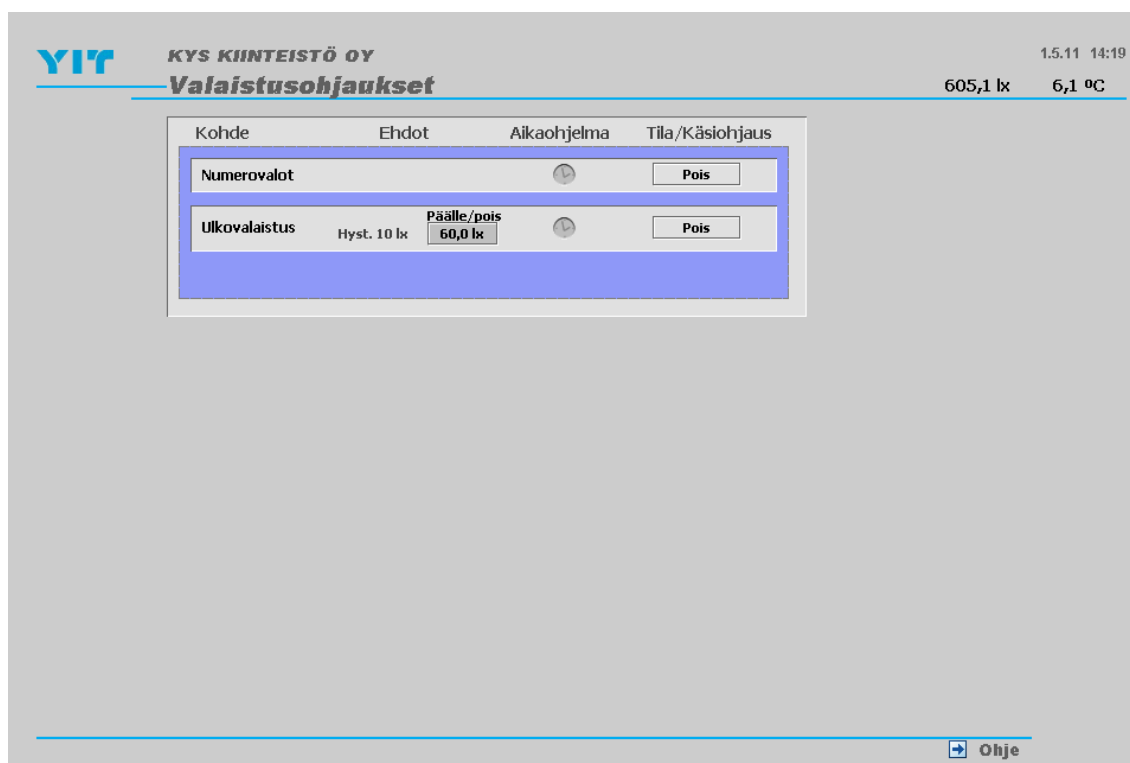 YIT KYS KIINTEISTÖ OY 1.5.11 14:19
Valaistusohjaukset 605,1 lx 6,1 ºC
Kohde Ehdot Aikaohjelma Tila/Käsiohjaus
Numerovalot Pois
Päälle/pois
Ulkovalaistus Hyst. 10 lx 60,0 lx Pois
Ohje